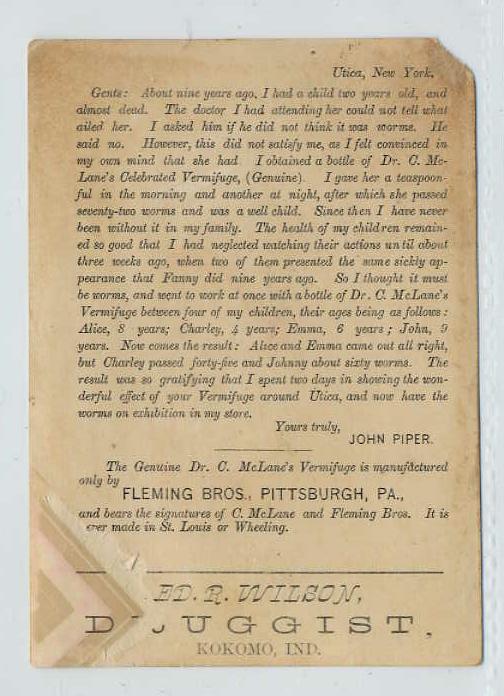 Utica, New York.
Gents: About nine years ago, I had a child two years old, and
almost dead. The doctor I had attending her could not tell what
ailed her. I asked him if he did not think it was worms. He
said no. However, this did not satisfy me, as I felt convinced in
my own mind that she had I obtained a bottle of Dr. C. Mc-
Lane's Celebrated Vermifuge, (Genuine). I gave her a teaspoon-
ful in the morning and another at night, after which she passed
seventy-two worms and was a well child. Since then I have never
been without it in my family. The health of my children remain-
ed so good that I had neglected watching their actions until about
three weeks ago, when two of them presented the same sickly ap-
pearance that Fanny did nine years ago. So I thought it must
be worms, and went to work at once with a bottle of Dr. C. McLane's
Vermifuge between four of my children, their ages being as follows:
Alice, 8 years; Charley, 4 years; Emma, 6 years; John, 9
years. Now comes the result: Alice and Emma came out all right,
but Charley passed forty-five and Johnny about sixty worms. The
result was so gratifying that I spent two days in showing the won-
derful effect of your Vermifuge around Utica, and now have the
worms on exhibition in my store.
Yours truly,
JOHN PIPER.
The Genuine Dr. C. McLane's Vermifuge is manufactured
only by
FLEMING BROS., PITTSBURGH, PA.,
and bears the signatures of C. McLane and Fleming Bros. It is
ever made in St. Louis or Wheeling.
ED. R. WILSON,
DRUGGIST,
KOKOMO, IND.